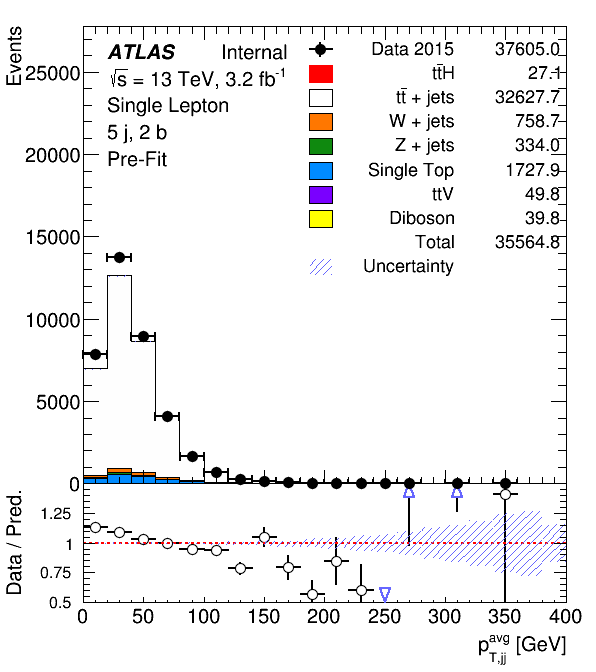 Events
25000
20000
15000
10000
5000
0
ATLAS Internal
√s = 13 TeV, 3.2 fb⁻¹
Single Lepton
5 j, 2 b
Pre-Fit
Data 2015 37605.0
tt̄H 27.1
tt̄ + jets 32627.7
W + jets 758.7
Z + jets 334.0
Single Top 1727.9
ttV 49.8
Diboson 39.8
Total 35564.8
Uncertainty
Data / Pred.
1.25
1
0.75
0.5
0 50 100 150 200 250 300 350 400
p_{T,jj}^{avg} [GeV]